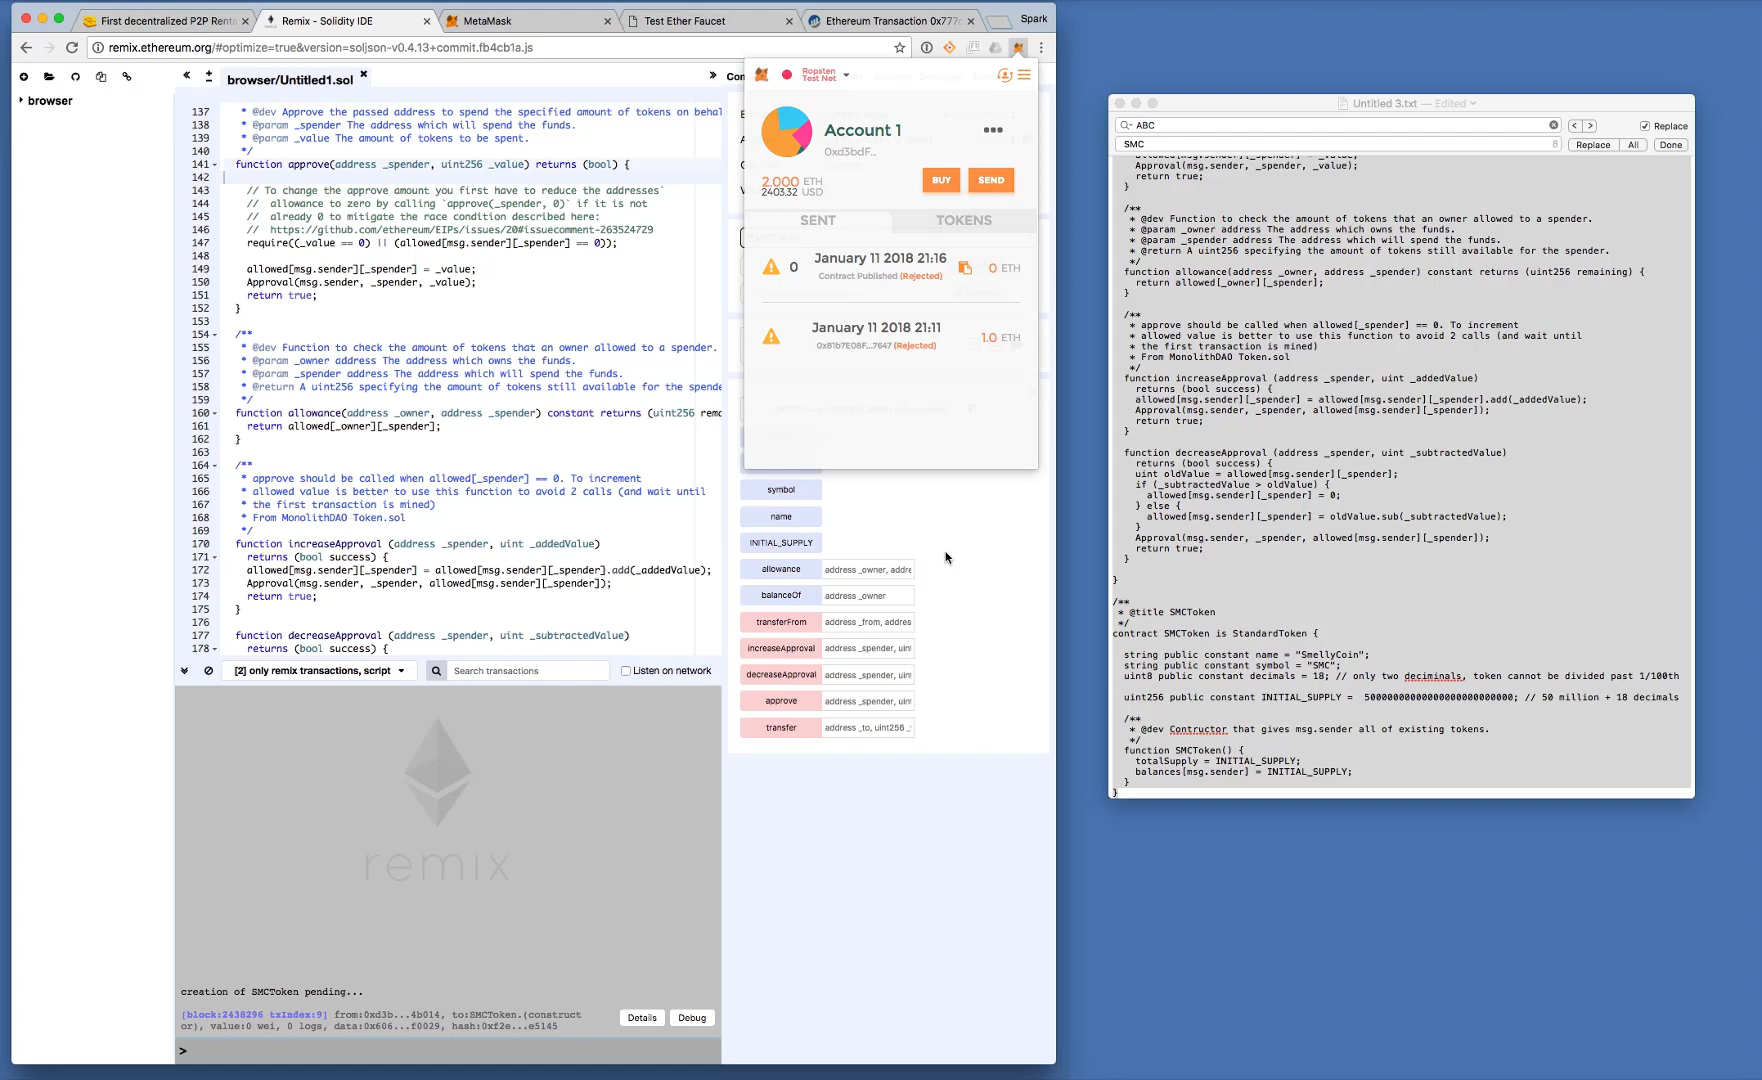 First decentralized P2P Renta
Remix - Solidity IDE
MetaMask
Test Ether Faucet
Ethereum Transaction 0x777c
Spark
remix.ethereum.org/#optimize=true&version=soljson-v0.4.13+commit.fb4cb1a.js
browser
browser/Untitled1.sol
137 * @dev Approve the passed address to spend the specified amount of tokens on behal
138 * @param _spender The address which will spend the funds.
139 * @param _value The amount of tokens to be spent.
140 */
141 function approve(address _spender, uint256 _value) returns (bool) {
142
143 // To change the approve amount you first have to reduce the addresses`
144 // allowance to zero by calling `approve(_spender, 0)` if it is not
145 // already 0 to mitigate the race condition described here:
146 // https://github.com/ethereum/EIPs/issues/20#issuecomment-263524729
147 require((_value == 0) || (allowed[msg.sender][_spender] == 0));
148
149 allowed[msg.sender][_spender] = _value;
150 Approval(msg.sender, _spender, _value);
151 return true;
152 }
153
154 /**
155 * @dev Function to check the amount of tokens that an owner allowed to a spender.
156 * @param _owner address The address which owns the funds.
157 * @param _spender address The address which will spend the funds.
158 * @return A uint256 specifying the amount of tokens still available for the spende
159 */
160 function allowance(address _owner, address _spender) constant returns (uint256 rema
161 return allowed[_owner][_spender];
162 }
163
164 /**
165 * approve should be called when allowed[_spender] == 0. To increment
166 * allowed value is better to use this function to avoid 2 calls (and wait until
167 * the first transaction is mined)
168 * From MonolithDAO Token.sol
169 */
170 function increaseApproval (address _spender, uint _addedValue)
171 returns (bool success) {
172 allowed[msg.sender][_spender] = allowed[msg.sender][_spender].add(_addedValue);
173 Approval(msg.sender, _spender, allowed[msg.sender][_spender]);
174 return true;
175 }
176
177 function decreaseApproval (address _spender, uint _subtractedValue)
178 returns (bool success) {
[2] only remix transactions, script
Search transactions
Listen on network
remix
creation of SMCToken pending...
[block:2438296 txIndex:9] from:0xd3b...4b014, to:SMCToken.(construct
or), value:0 wei, 0 logs, data:0x606...f0029, hash:0xf2e...e5145
Details
Debug
>
Ropsten
Test Net
Account 1
0xd3bdF...
2.000 ETH
2403.32 USD
BUY
SEND
SENT
TOKENS
0
January 11 2018 21:16
Contract Published (Rejected)
0 ETH
January 11 2018 21:11
0x81b7E08F...7647 (Rejected)
1.0 ETH
symbol
name
INITIAL_SUPPLY
allowance address _owner, addre
balanceOf address _owner
transferFrom address _from, addres
increaseApproval address _spender, uin
decreaseApproval address _spender, uin
approve address _spender, uin
transfer address _to, uint256 _
Untitled 3.txt — Edited
ABC
Replace
SMC
8
Replace
All
Done
Approval(msg.sender, _spender, _value);
return true;
}
/**
* @dev Function to check the amount of tokens that an owner allowed to a spender.
* @param _owner address The address which owns the funds.
* @param _spender address The address which will spend the funds.
* @return A uint256 specifying the amount of tokens still available for the spender.
*/
function allowance(address _owner, address _spender) constant returns (uint256 remaining) {
return allowed[_owner][_spender];
}
/**
* approve should be called when allowed[_spender] == 0. To increment
* allowed value is better to use this function to avoid 2 calls (and wait until
* the first transaction is mined)
* From MonolithDAO Token.sol
*/
function increaseApproval (address _spender, uint _addedValue)
returns (bool success) {
allowed[msg.sender][_spender] = allowed[msg.sender][_spender].add(_addedValue);
Approval(msg.sender, _spender, allowed[msg.sender][_spender]);
return true;
}
function decreaseApproval (address _spender, uint _subtractedValue)
returns (bool success) {
uint oldValue = allowed[msg.sender][_spender];
if (_subtractedValue > oldValue) {
allowed[msg.sender][_spender] = 0;
} else {
allowed[msg.sender][_spender] = oldValue.sub(_subtractedValue);
}
Approval(msg.sender, _spender, allowed[msg.sender][_spender]);
return true;
}
}
/**
* @title SMCToken
*/
contract SMCToken is StandardToken {
string public constant name = "SmellyCoin";
string public constant symbol = "SMC";
uint8 public constant decimals = 18; // only two deciminals, token cannot be divided past 1/100th
uint256 public constant INITIAL_SUPPLY = 50000000000000000000000000; // 50 million + 18 decimals
/**
* @dev Contructor that gives msg.sender all of existing tokens.
*/
function SMCToken() {
totalSupply = INITIAL_SUPPLY;
balances[msg.sender] = INITIAL_SUPPLY;
}
}